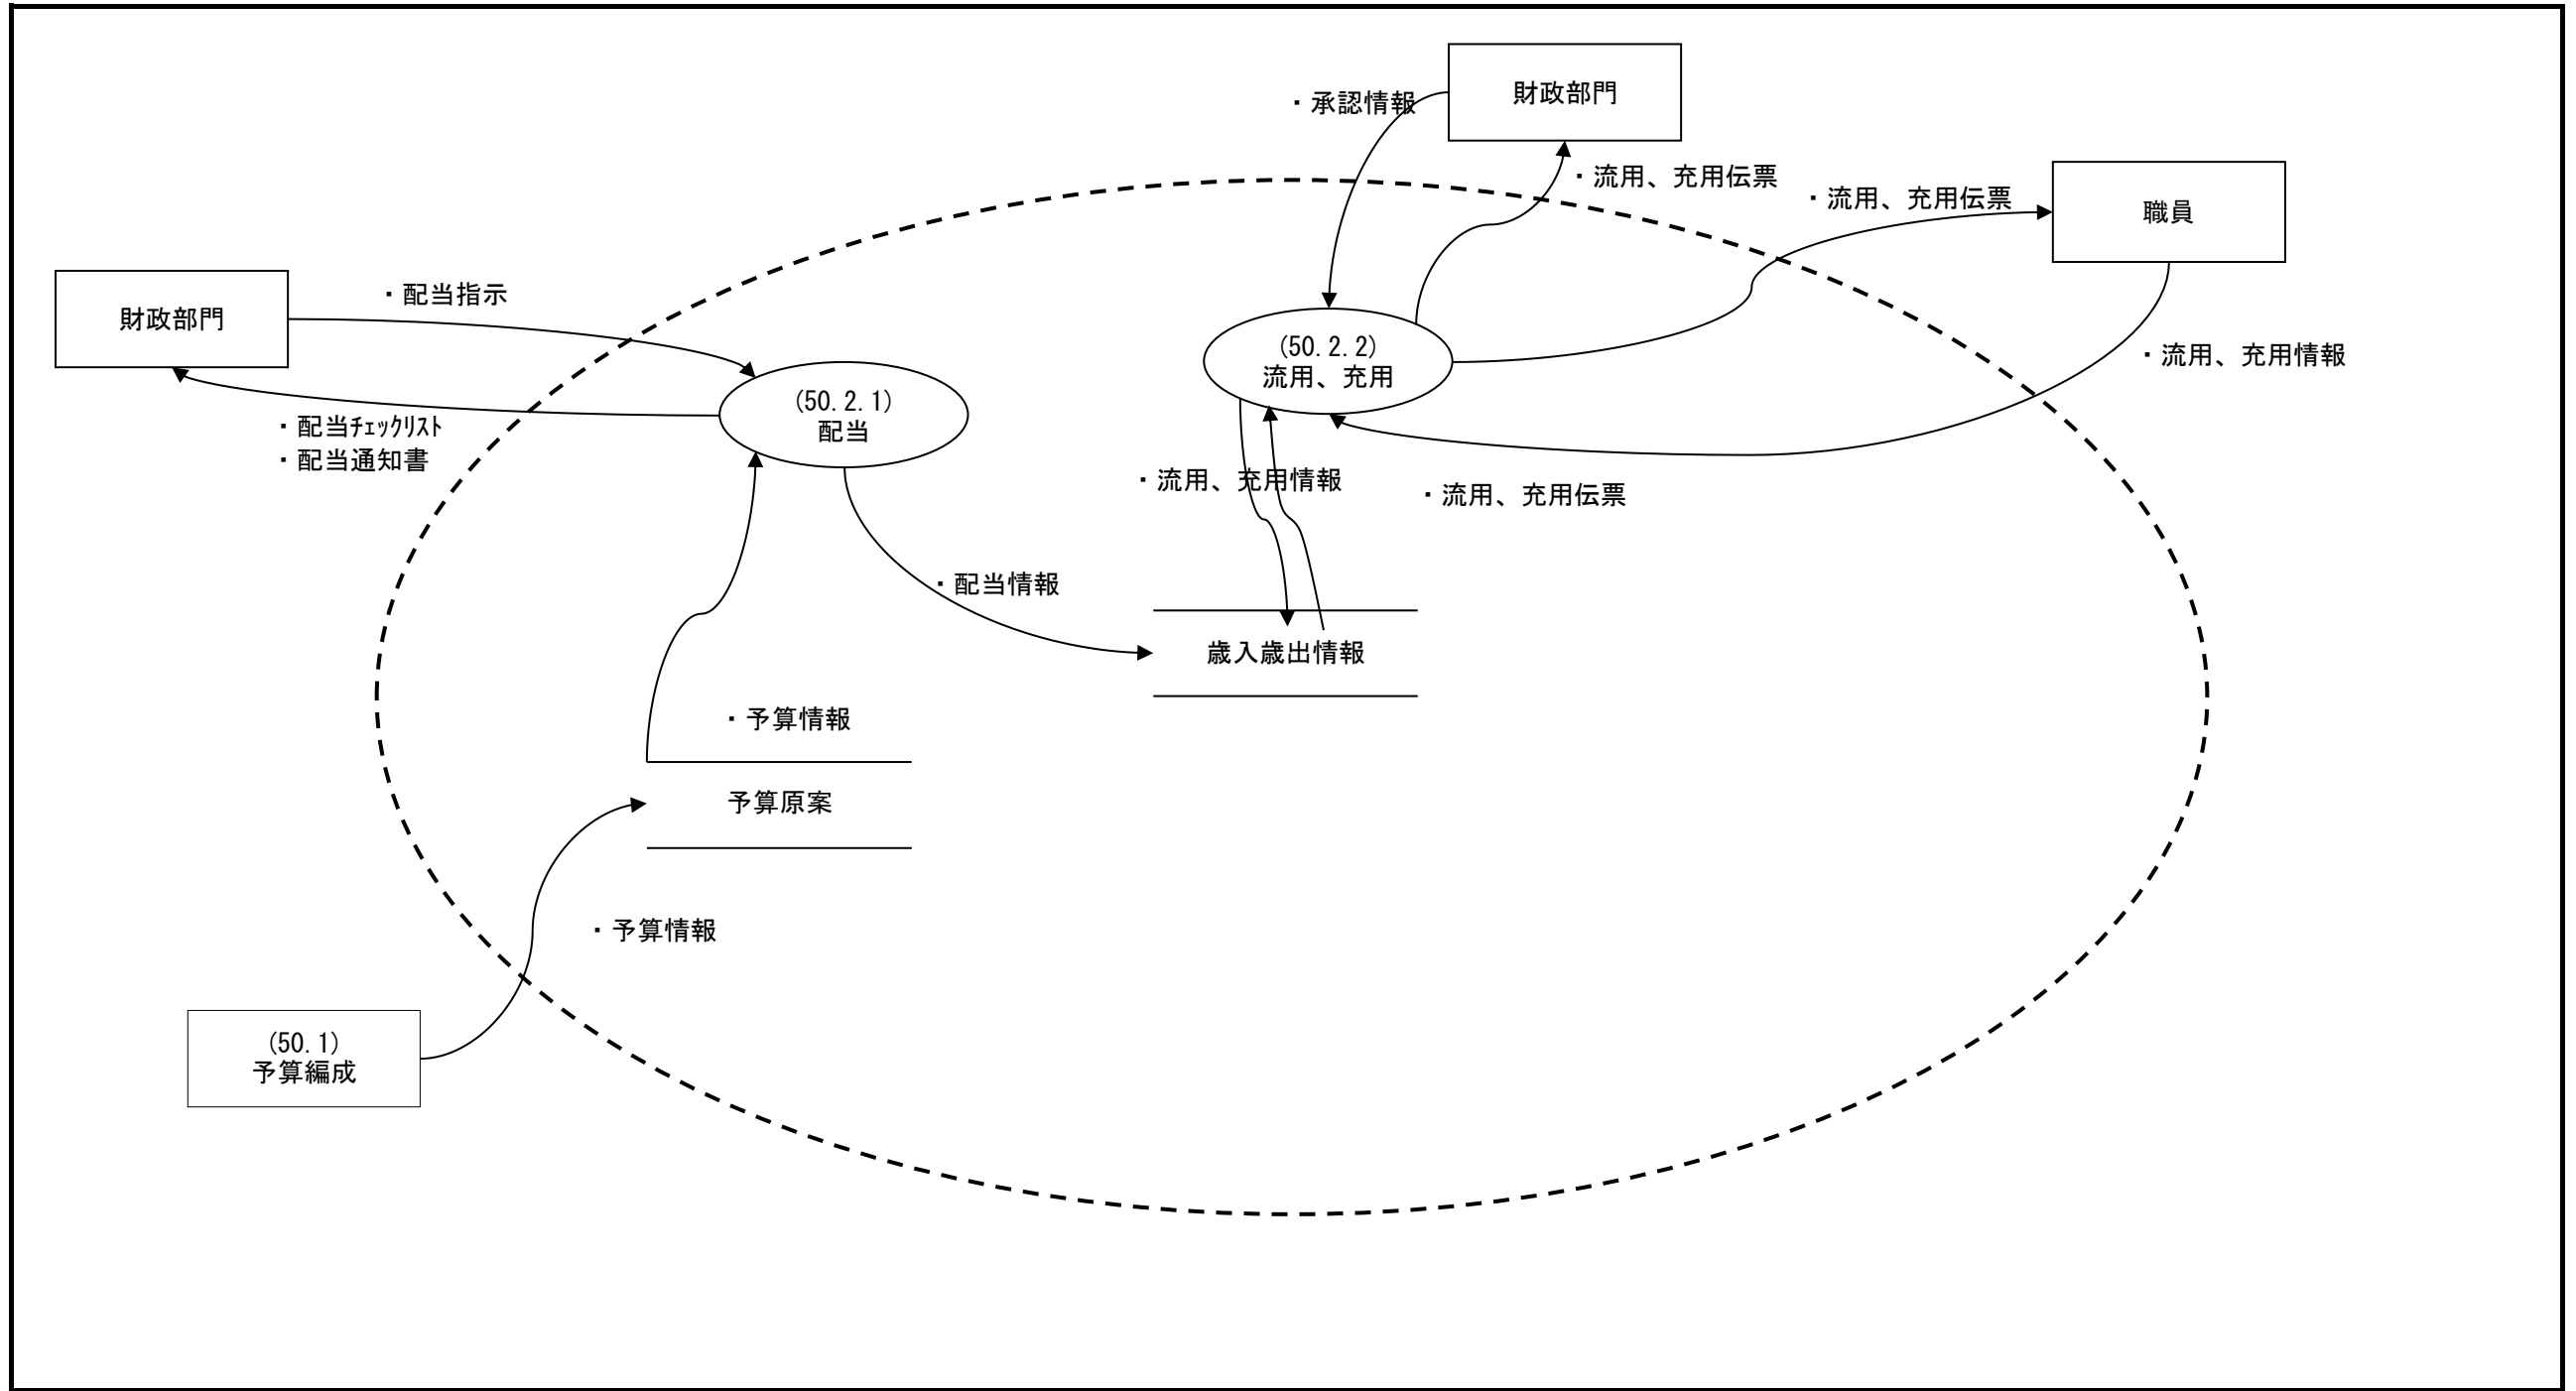 財政部門
・承認情報
・流用、充用伝票
・流用、充用伝票
職員
・配当指示
財政部門
(50.2.2)
流用、充用
・流用、充用情報
(50.2.1)
配当
・配当ﾁｪｯｸﾘｽﾄ
・配当通知書
・流用、充用情報
・流用、充用伝票
・配当情報
歳入歳出情報
・予算情報
予算原案
・予算情報
(50.1)
予算編成